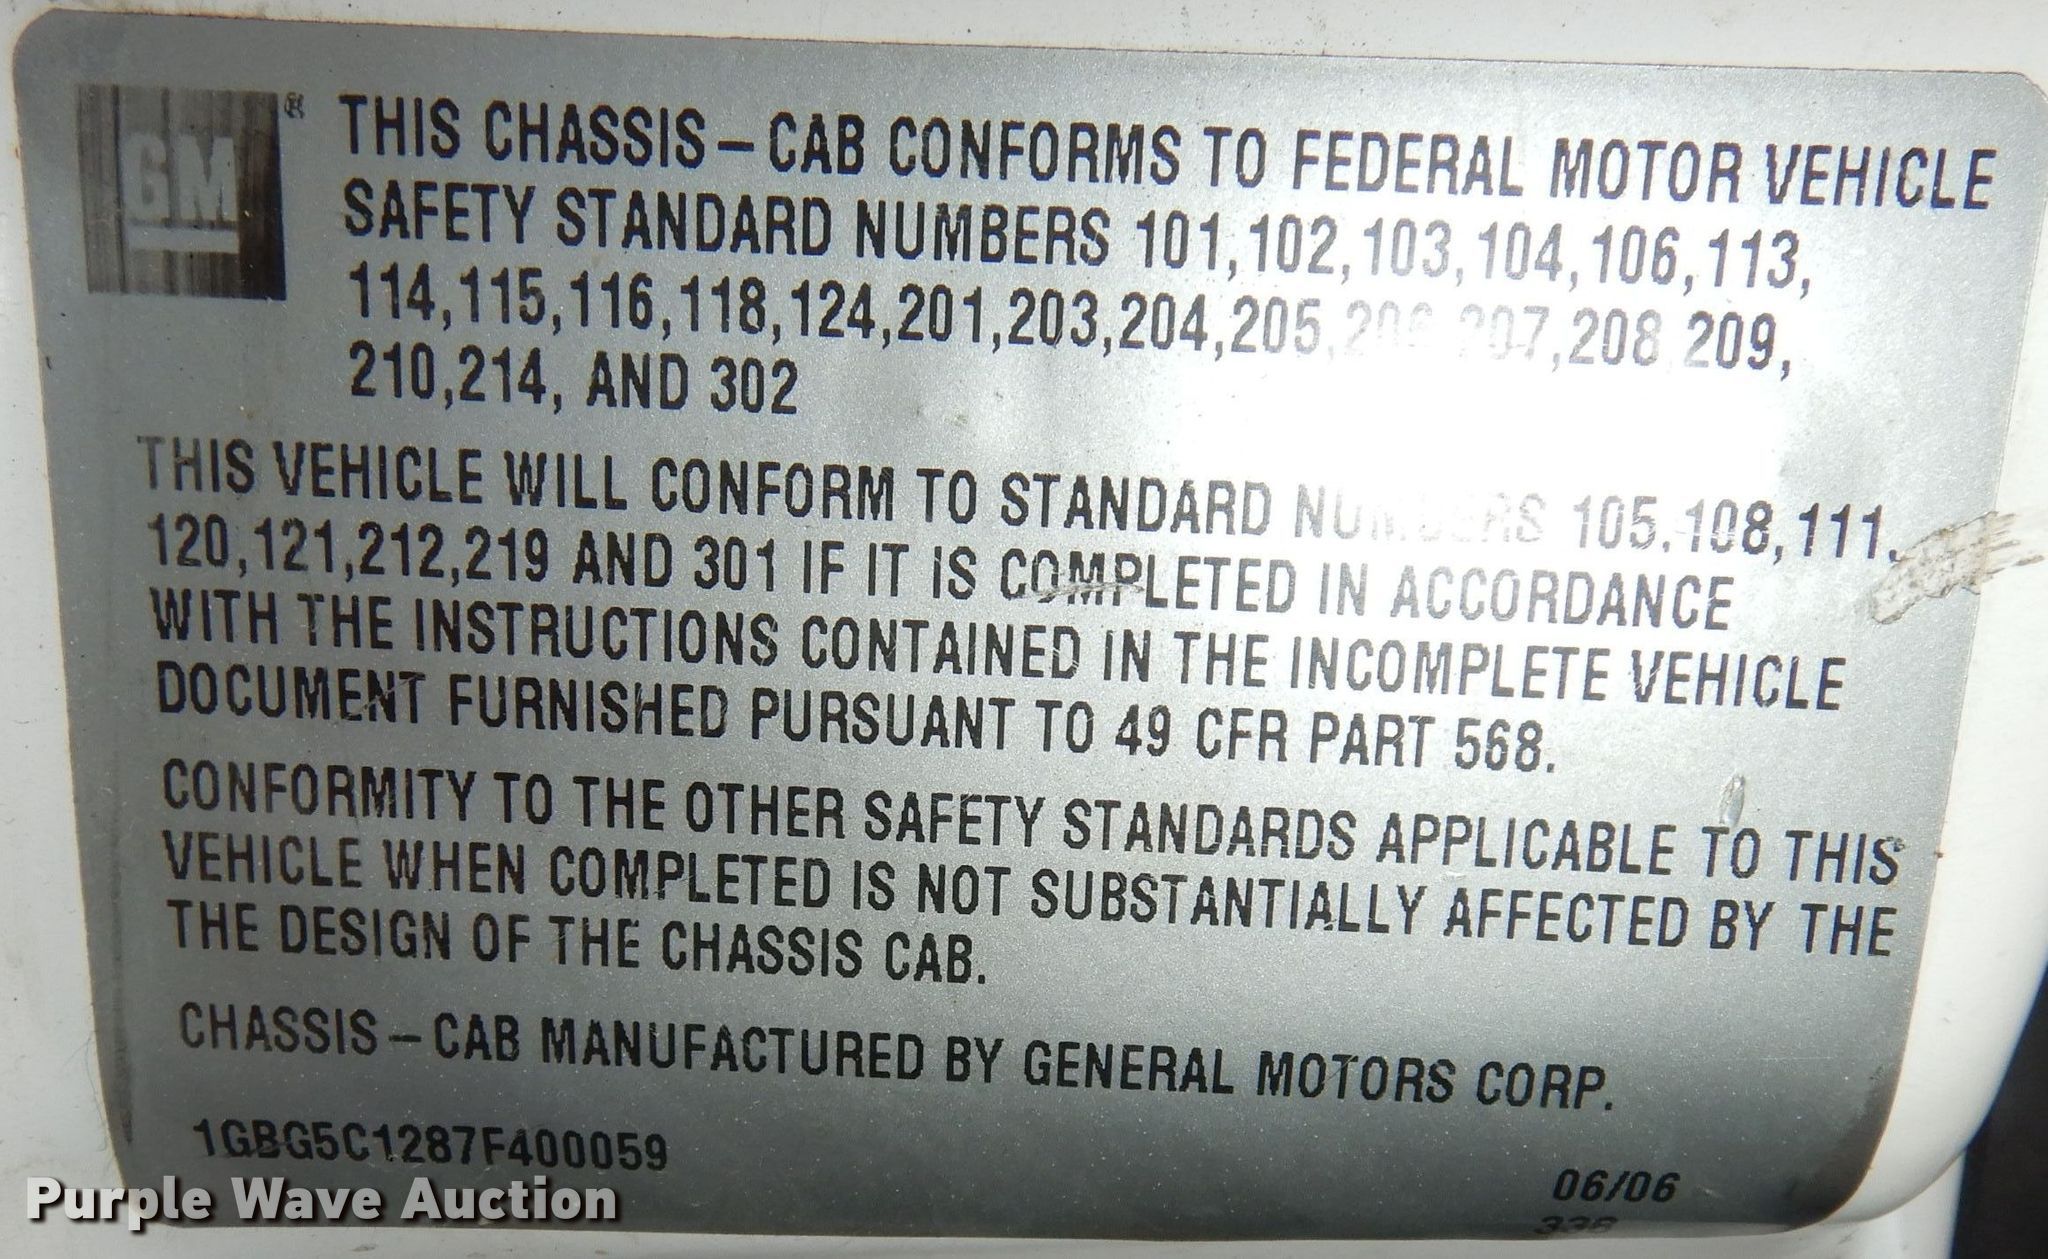 GM ®
THIS CHASSIS – CAB CONFORMS TO FEDERAL MOTOR VEHICLE
SAFETY STANDARD NUMBERS 101,102,103,104,106,113,
114,115,116,118,124,201,203,204,205,206 207,208 209,
210,214, AND 302
THIS VEHICLE WILL CONFORM TO STANDARD NUMBERS 105,108,111,
120,121,212,219 AND 301 IF IT IS COMPLETED IN ACCORDANCE
WITH THE INSTRUCTIONS CONTAINED IN THE INCOMPLETE VEHICLE
DOCUMENT FURNISHED PURSUANT TO 49 CFR PART 568.
CONFORMITY TO THE OTHER SAFETY STANDARDS APPLICABLE TO THIS
VEHICLE WHEN COMPLETED IS NOT SUBSTANTIALLY AFFECTED BY THE
THE DESIGN OF THE CHASSIS CAB.
CHASSIS – CAB MANUFACTURED BY GENERAL MOTORS CORP.
1GBG5C1287F400059
06/06
Purple Wave Auction